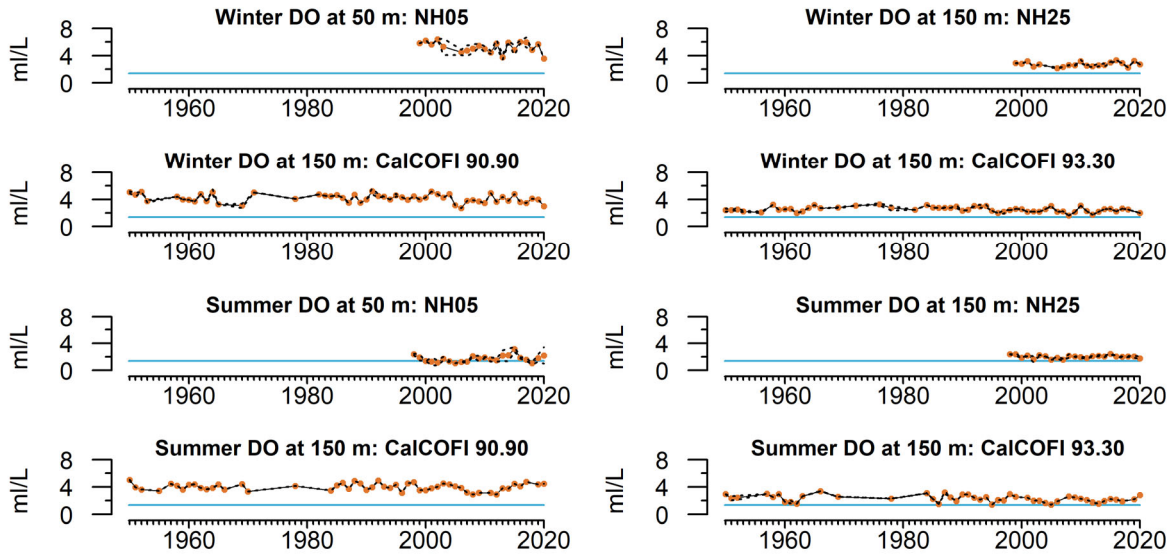 Winter DO at 50 m: NH05
ml/L
8
4
0
1960 1980 2000 2020
Winter DO at 150 m: NH25
ml/L
8
4
0
1960 1980 2000 2020
Winter DO at 150 m: CalCOFI 90.90
ml/L
8
4
0
1960 1980 2000 2020
Winter DO at 150 m: CalCOFI 93.30
ml/L
8
4
0
1960 1980 2000 2020
Summer DO at 50 m: NH05
ml/L
8
4
0
1960 1980 2000 2020
Summer DO at 150 m: NH25
ml/L
8
4
0
1960 1980 2000 2020
Summer DO at 150 m: CalCOFI 90.90
ml/L
8
4
0
1960 1980 2000 2020
Summer DO at 150 m: CalCOFI 93.30
ml/L
8
4
0
1960 1980 2000 2020